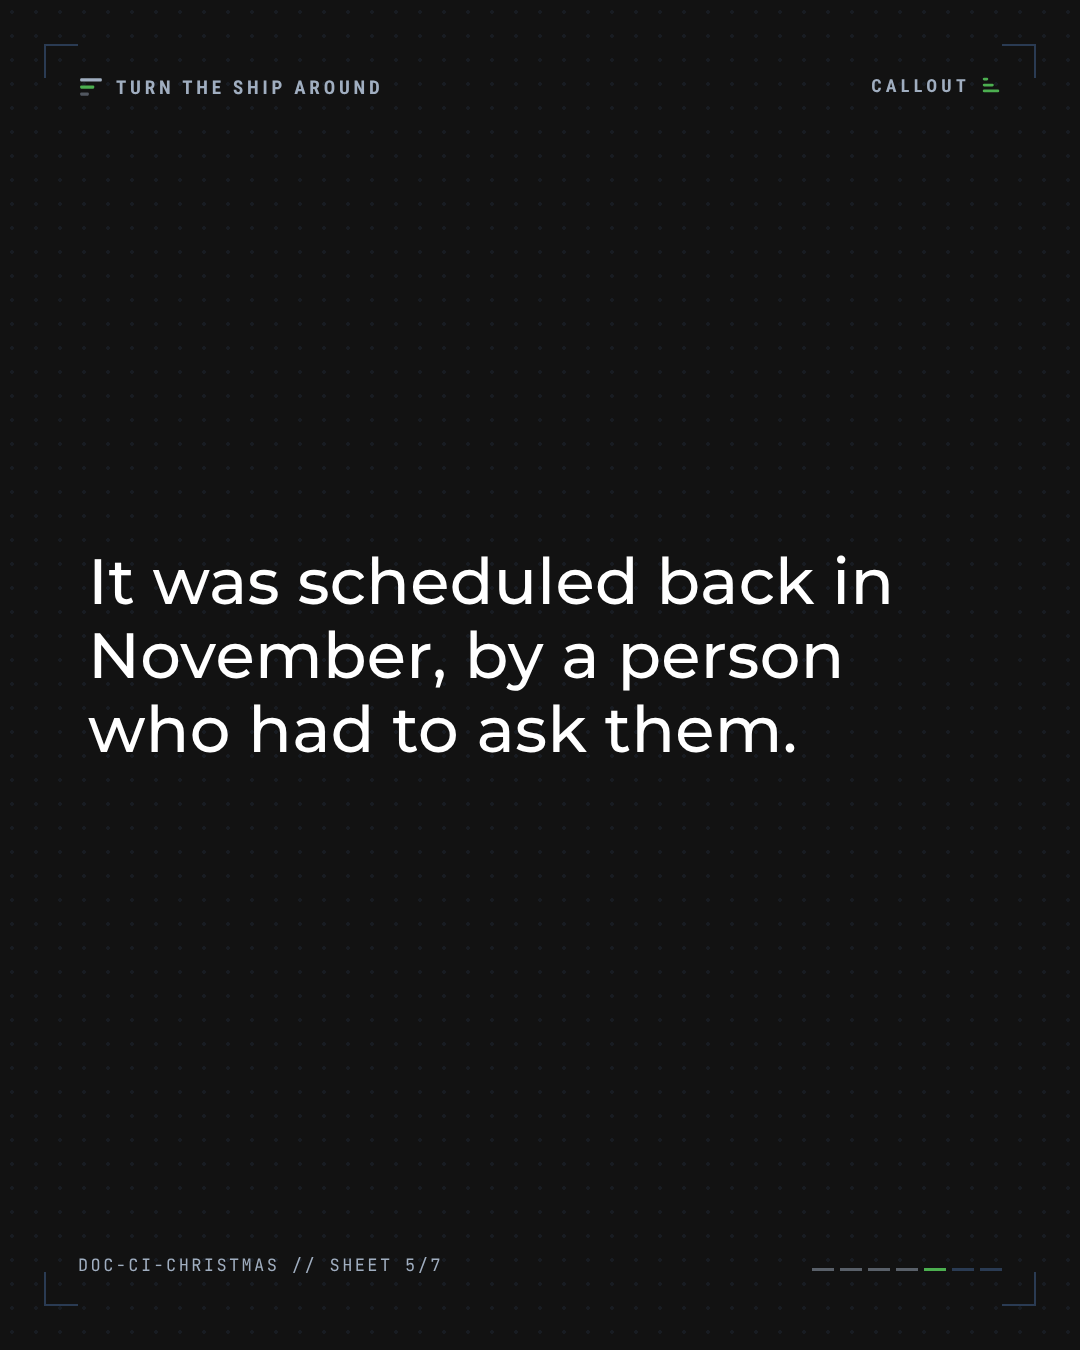 TURN THE SHIP AROUND
CALLOUT
It was scheduled back in
November, by a person
who had to ask them.
DOC-CI-CHRISTMAS // SHEET 5/7